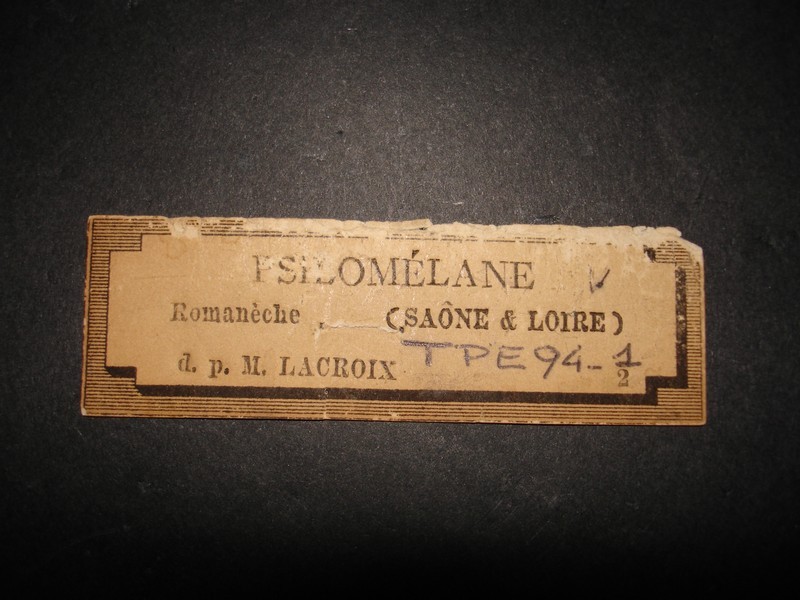 PSILOMÉLANE
Romanèche , (SAÔNE & LOIRE)
d. p. M. LACROIX TPE94-1/2